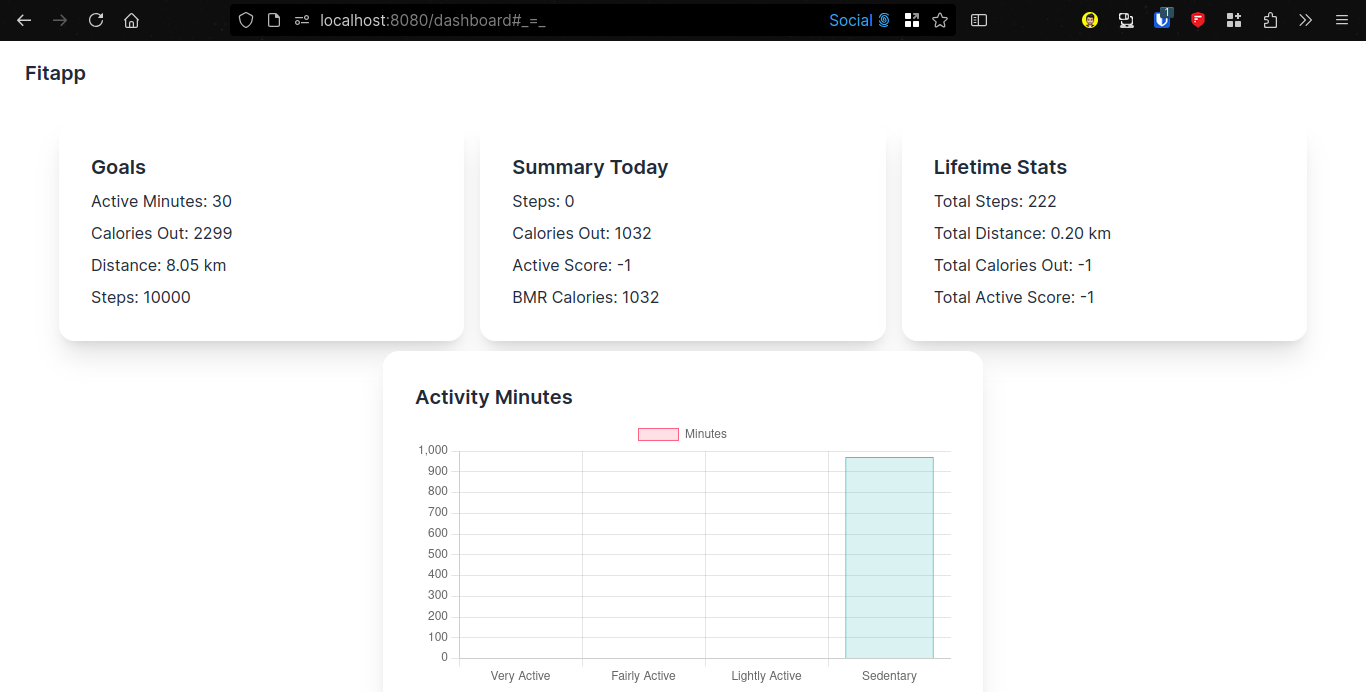 localhost:8080/dashboard#_=_
Social
1
Fitapp
Goals
Active Minutes: 30
Calories Out: 2299
Distance: 8.05 km
Steps: 10000
Summary Today
Steps: 0
Calories Out: 1032
Active Score: -1
BMR Calories: 1032
Lifetime Stats
Total Steps: 222
Total Distance: 0.20 km
Total Calories Out: -1
Total Active Score: -1
Activity Minutes
Minutes
1,000
900
800
700
600
500
400
300
200
100
0
Very Active
Fairly Active
Lightly Active
Sedentary